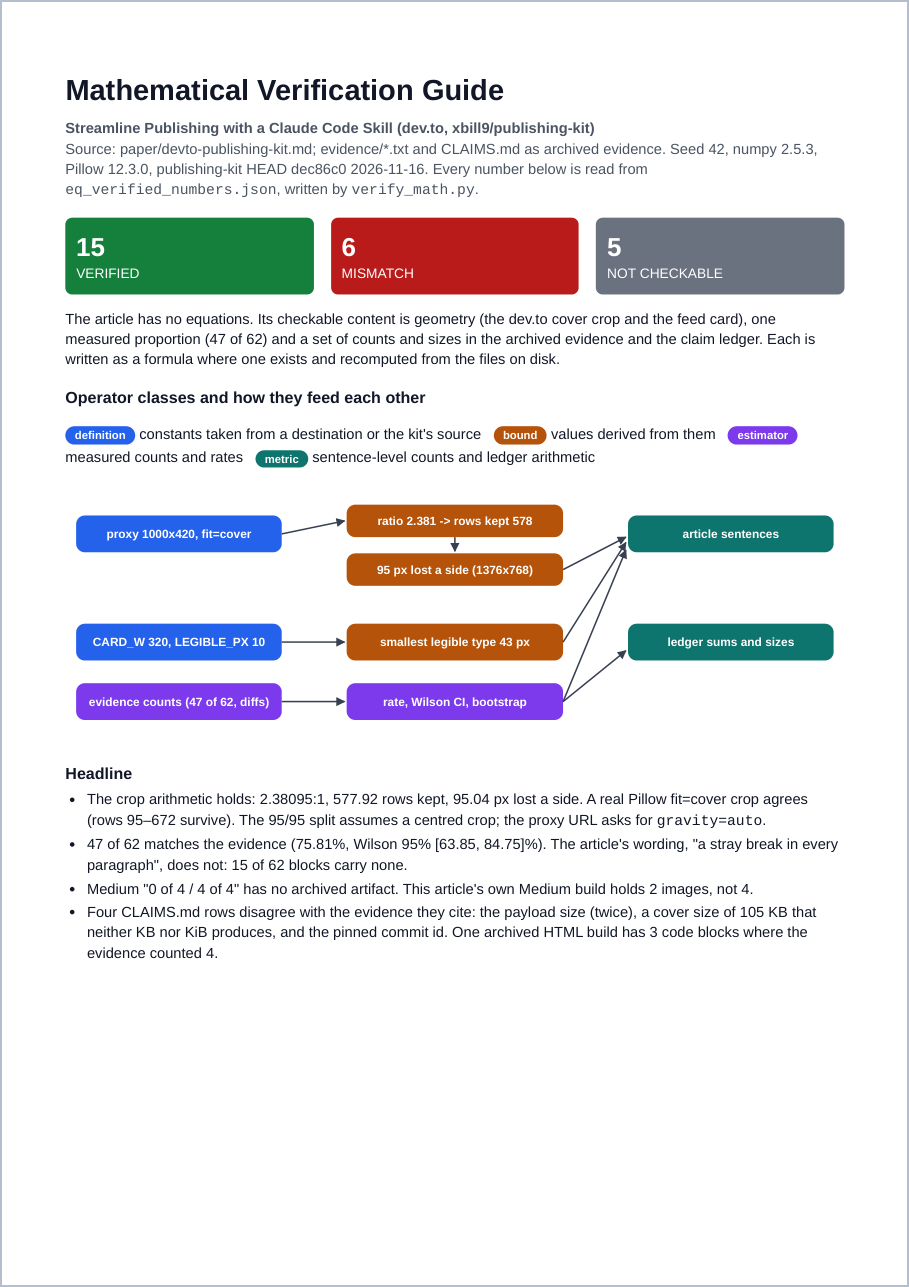 Mathematical Verification Guide
Streamline Publishing with a Claude Code Skill (dev.to, xbill9/publishing-kit)
Source: paper/devto-publishing-kit.md; evidence/*.txt and CLAIMS.md as archived evidence. Seed 42, numpy 2.5.3,
Pillow 12.3.0, publishing-kit HEAD dec86c0 2026-11-16. Every number below is read from
eq_verified_numbers.json, written by verify_math.py.
15
VERIFIED
6
MISMATCH
5
NOT CHECKABLE
The article has no equations. Its checkable content is geometry (the dev.to cover crop and the feed card), one
measured proportion (47 of 62) and a set of counts and sizes in the archived evidence and the claim ledger. Each is
written as a formula where one exists and recomputed from the files on disk.
Operator classes and how they feed each other
definition constants taken from a destination or the kit's source bound values derived from them estimator
measured counts and rates metric sentence-level counts and ledger arithmetic
proxy 1000x420, fit=cover
ratio 2.381 -> rows kept 578
article sentences
95 px lost a side (1376x768)
CARD_W 320, LEGIBLE_PX 10
smallest legible type 43 px
ledger sums and sizes
evidence counts (47 of 62, diffs)
rate, Wilson CI, bootstrap
Headline
• The crop arithmetic holds: 2.38095:1, 577.92 rows kept, 95.04 px lost a side. A real Pillow fit=cover crop agrees
(rows 95–672 survive). The 95/95 split assumes a centred crop; the proxy URL asks for gravity=auto.
• 47 of 62 matches the evidence (75.81%, Wilson 95% [63.85, 84.75]%). The article's wording, "a stray break in every
paragraph", does not: 15 of 62 blocks carry none.
• Medium "0 of 4 / 4 of 4" has no archived artifact. This article's own Medium build holds 2 images, not 4.
• Four CLAIMS.md rows disagree with the evidence they cite: the payload size (twice), a cover size of 105 KB that
neither KB nor KiB produces, and the pinned commit id. One archived HTML build has 3 code blocks where the
evidence counted 4.